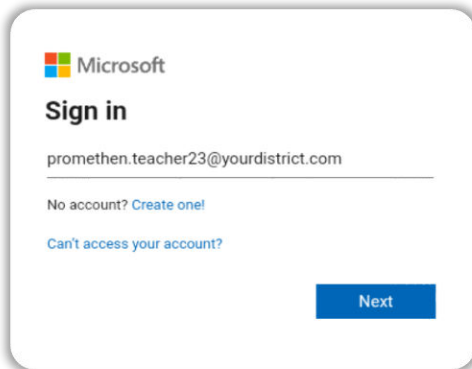 Microsoft
Sign in
promethen.teacher23@yourdistrict.com
No account? Create one!
Can't access your account?
Next